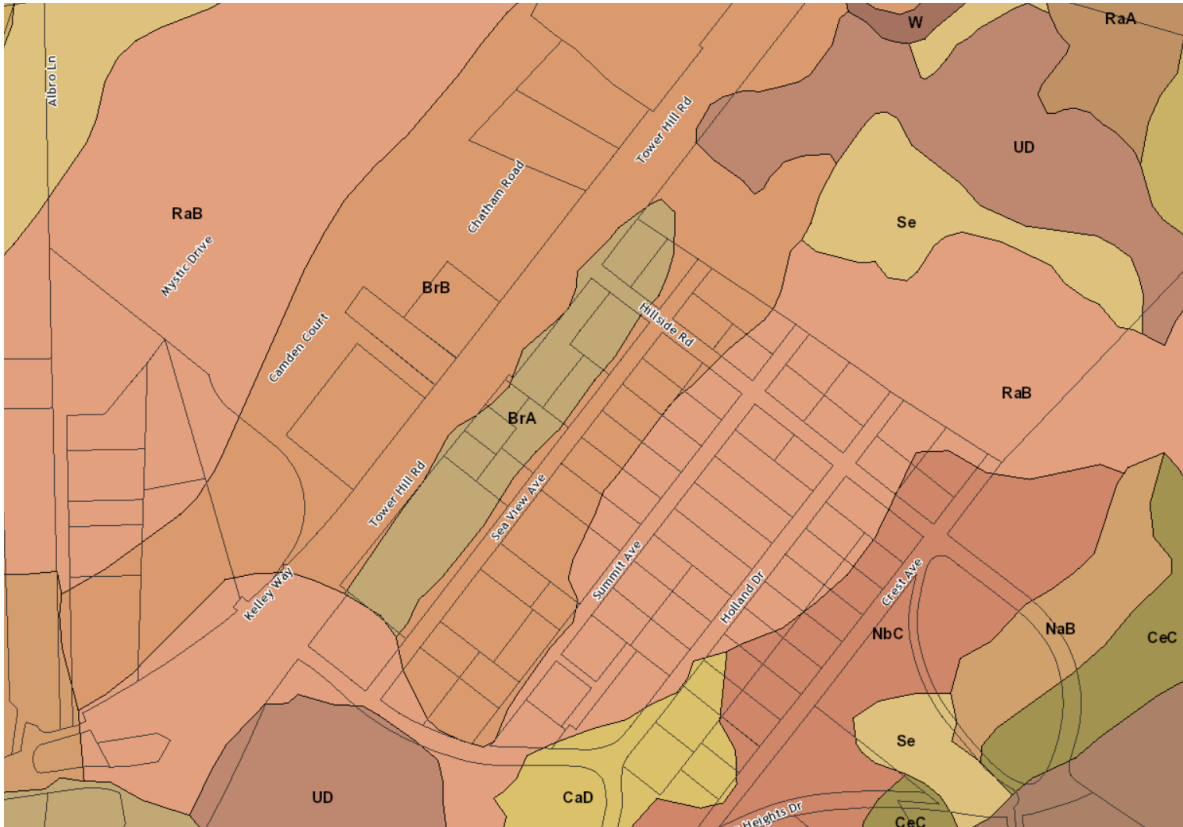 W
RaA
Albro Ln
Tower Hill Rd
UD
Chatham Road
RaB
Se
Mystic Drive
BrB
Hillside Rd
Camden Court
RaB
BrA
Tower Hill Rd
Sea View Ave
Summit Ave
Crest Ave
Holland Dr
Kelley Way
NbC
NaB
CeC
Se
UD
CaD
Heights Dr
CeC